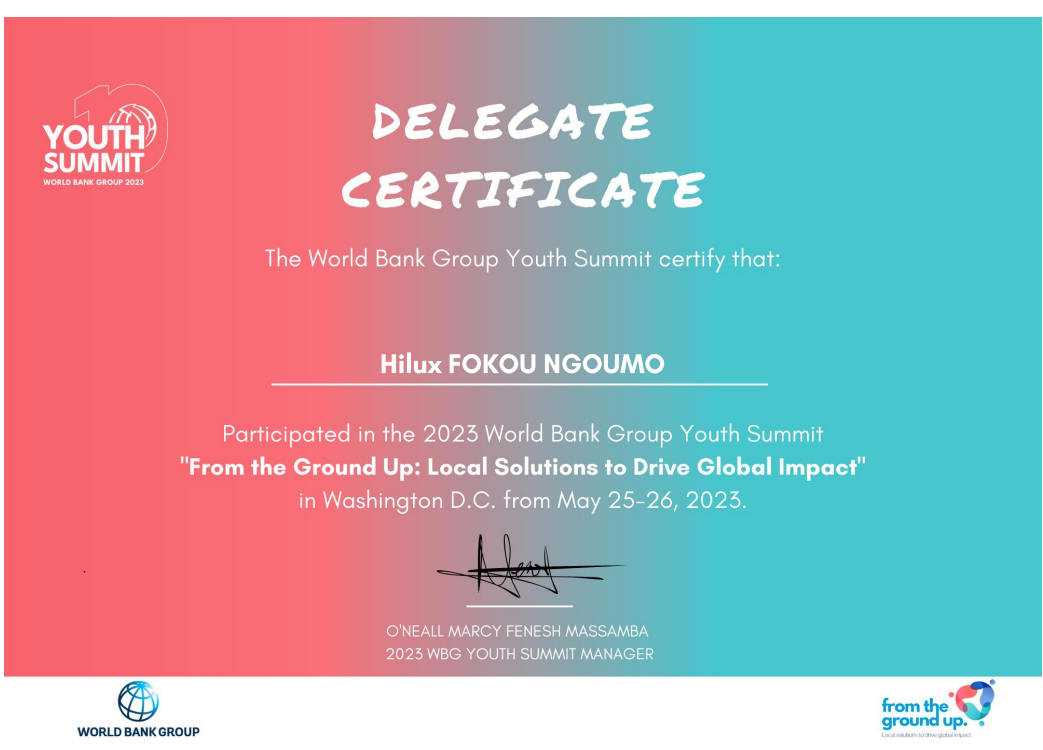 YOUTH
SUMMIT
WORLD BANK GROUP 2023
DELEGATE
CERTIFICATE
The World Bank Group Youth Summit certify that:
Hilux FOKOU NGOUMO
Participated in the 2023 World Bank Group Youth Summit
"From the Ground Up: Local Solutions to Drive Global Impact"
in Washington D.C. from May 25-26, 2023.
O'NEALL MARCY FENESH MASSAMBA
2023 WBG YOUTH SUMMIT MANAGER
WORLD BANK GROUP
from the
ground up.
Local solutions to drive global impact